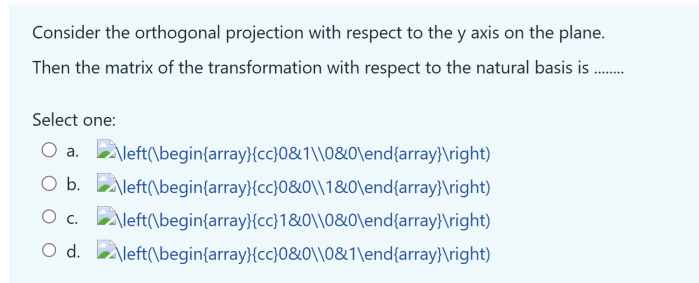 Consider the orthogonal projection with respect to the y axis on the plane.
Then the matrix of the transformation with respect to the natural basis is ........
Select one:
a. \left(\begin{array}{cc}0&1\\0&0\end{array}\right)
b. \left(\begin{array}{cc}0&0\\1&0\end{array}\right)
c. \left(\begin{array}{cc}1&0\\0&0\end{array}\right)
d. \left(\begin{array}{cc}0&0\\0&1\end{array}\right)